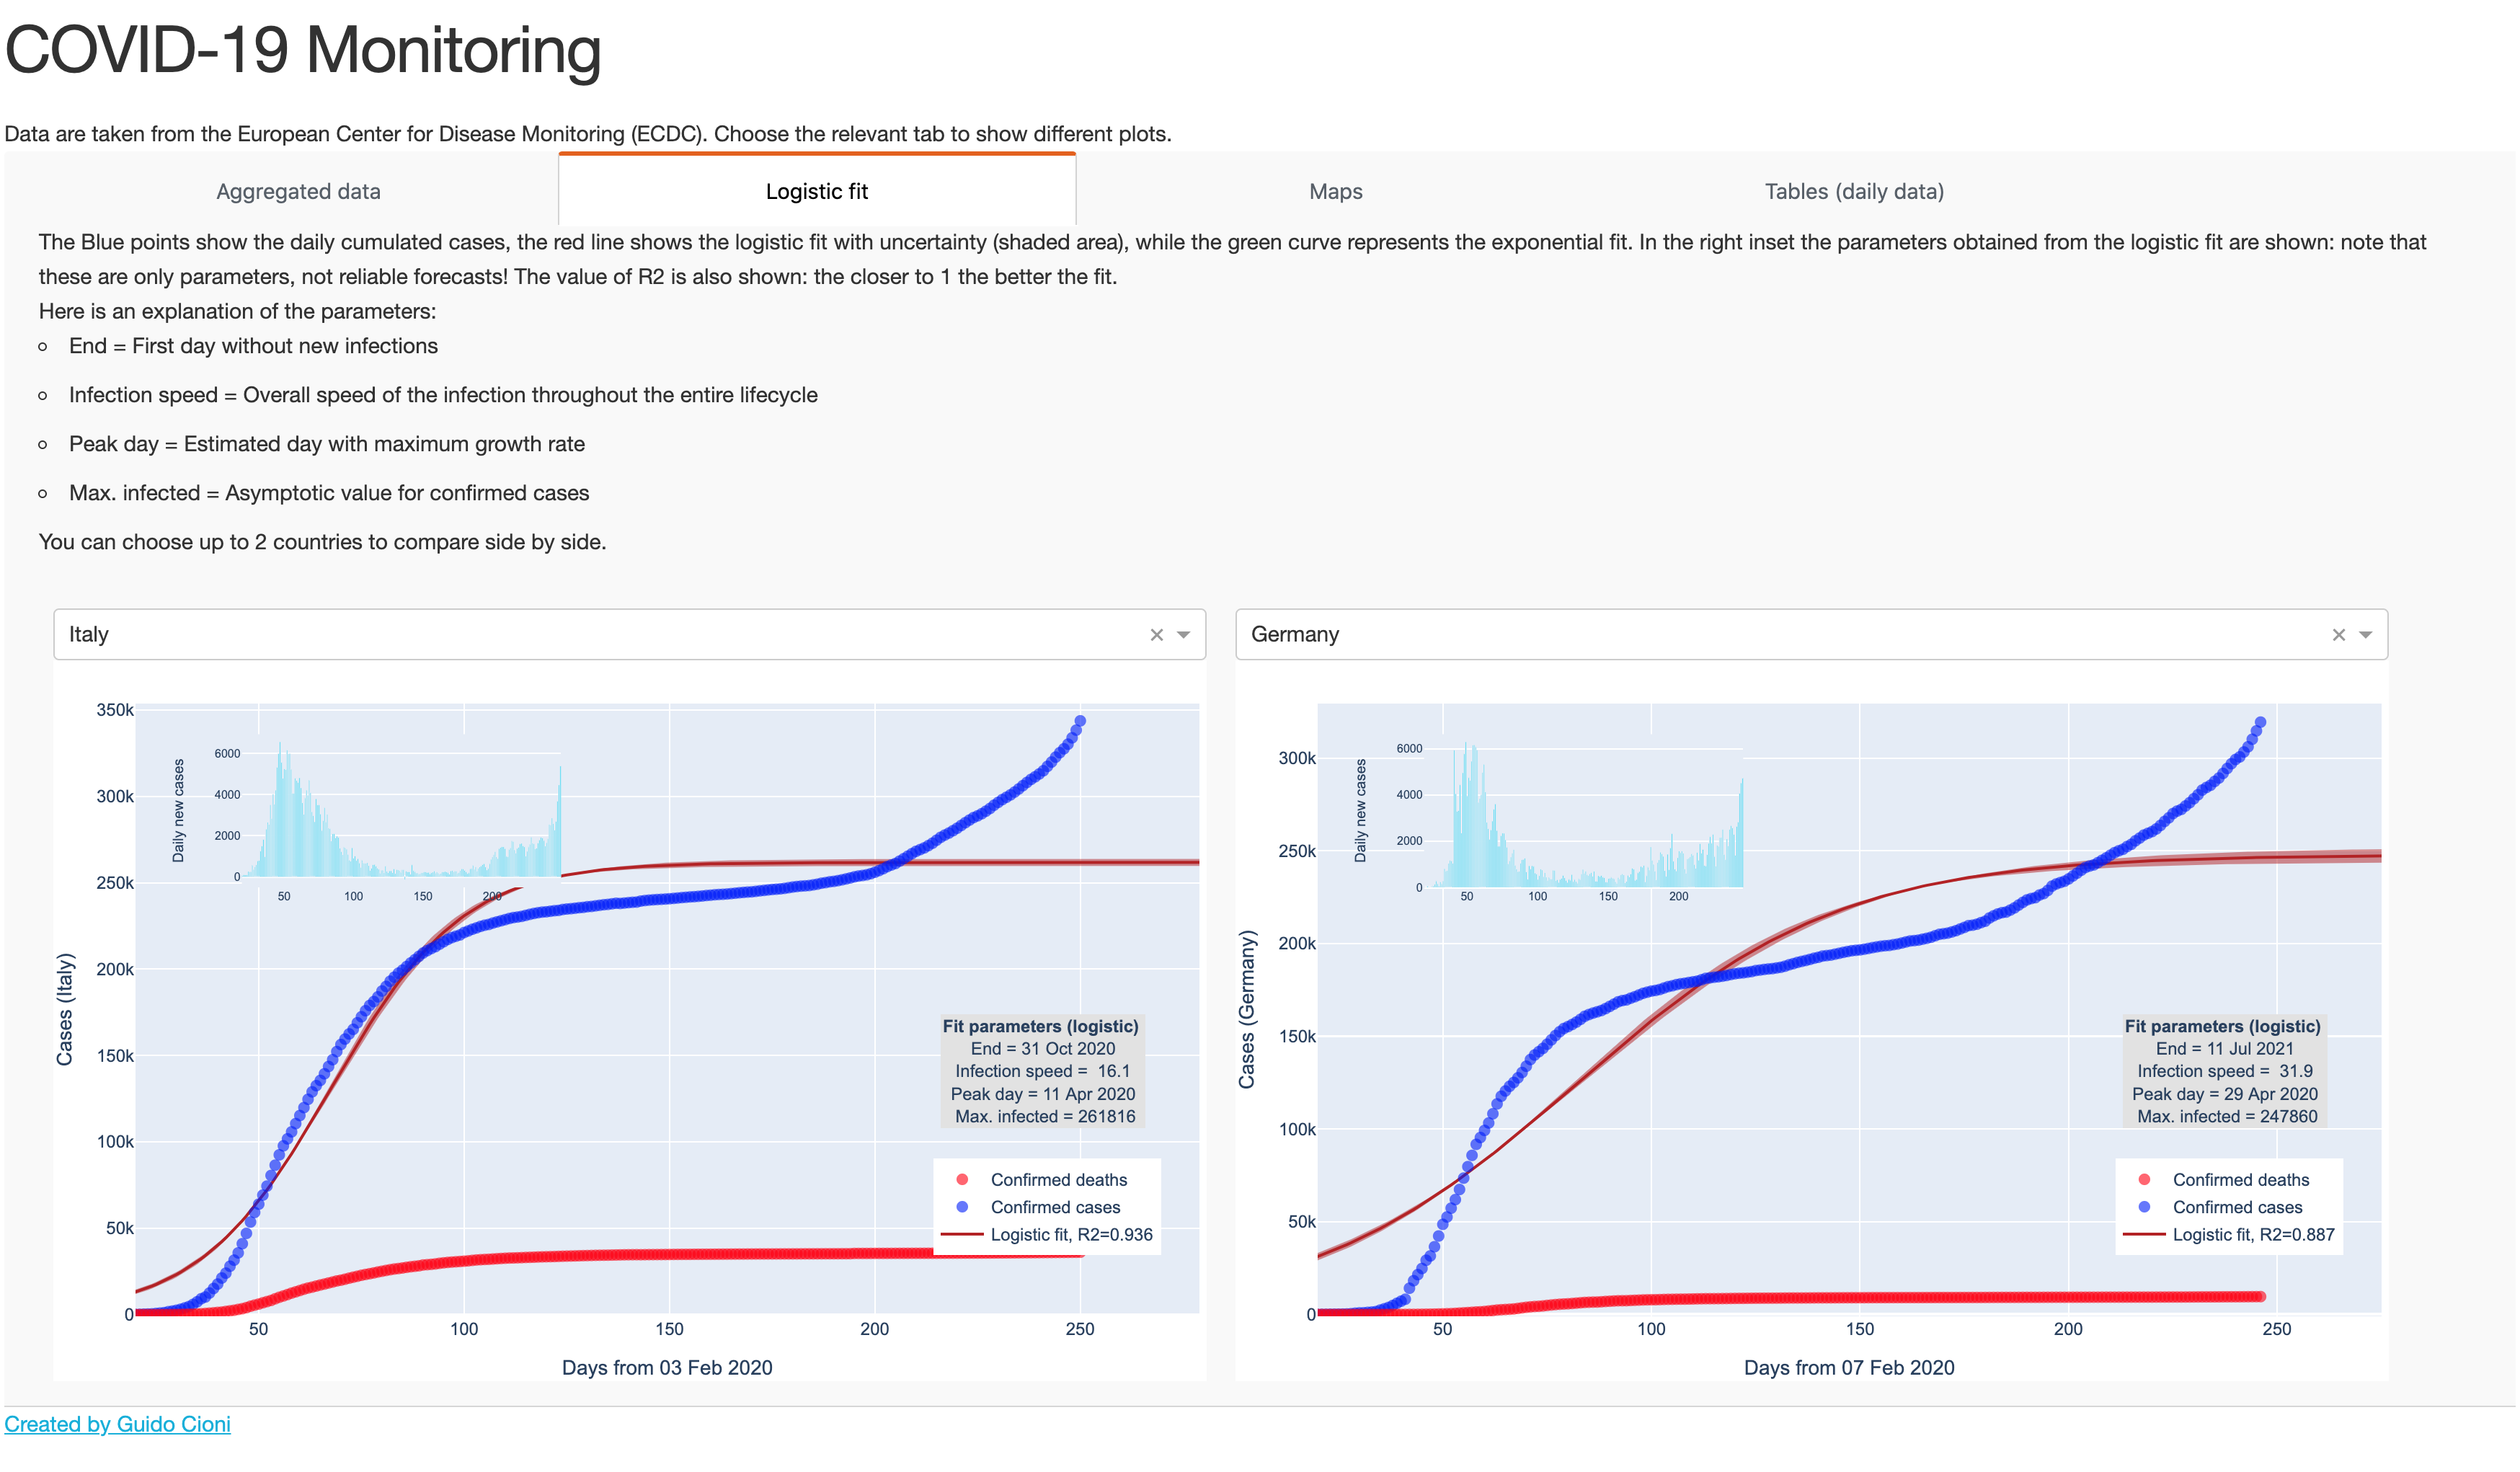 COVID-19 Monitoring
Data are taken from the European Center for Disease Monitoring (ECDC). Choose the relevant tab to show different plots.
Aggregated data
Logistic fit
Maps
Tables (daily data)
The Blue points show the daily cumulated cases, the red line shows the logistic fit with uncertainty (shaded area), while the green curve represents the exponential fit. In the right inset the parameters obtained from the logistic fit are shown: note that
these are only parameters, not reliable forecasts! The value of R2 is also shown: the closer to 1 the better the fit.
Here is an explanation of the parameters:
End = First day without new infections
Infection speed = Overall speed of the infection throughout the entire lifecycle
Peak day = Estimated day with maximum growth rate
Max. infected = Asymptotic value for confirmed cases
You can choose up to 2 countries to compare side by side.
Italy
350k
300k
250k
200k
150k
100k
50k
0
Cases (Italy)
Daily new cases
6000
4000
2000
0
50
100
150
200
Fit parameters (logistic)
End = 31 Oct 2020
Infection speed = 16.1
Peak day = 11 Apr 2020
Max. infected = 261816
Confirmed deaths
Confirmed cases
Logistic fit, R2=0.936
50
100
150
200
250
Days from 03 Feb 2020
Germany
300k
250k
200k
150k
100k
50k
0
Cases (Germany)
Daily new cases
6000
4000
2000
0
50
100
150
200
Fit parameters (logistic)
End = 11 Jul 2021
Infection speed = 31.9
Peak day = 29 Apr 2020
Max. infected = 247860
Confirmed deaths
Confirmed cases
Logistic fit, R2=0.887
50
100
150
200
250
Days from 07 Feb 2020
Created by Guido Cioni